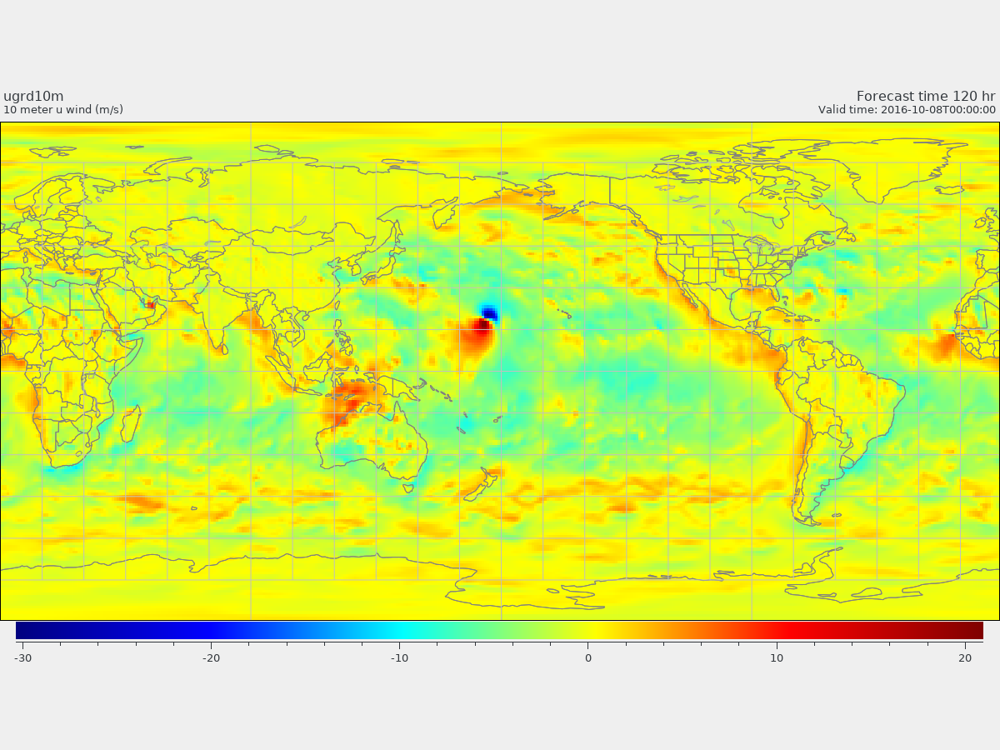 ugrd10m
10 meter u wind (m/s)
Forecast time 120 hr
Valid time: 2016-10-08T00:00:00
-30 -20 -10 0 10 20